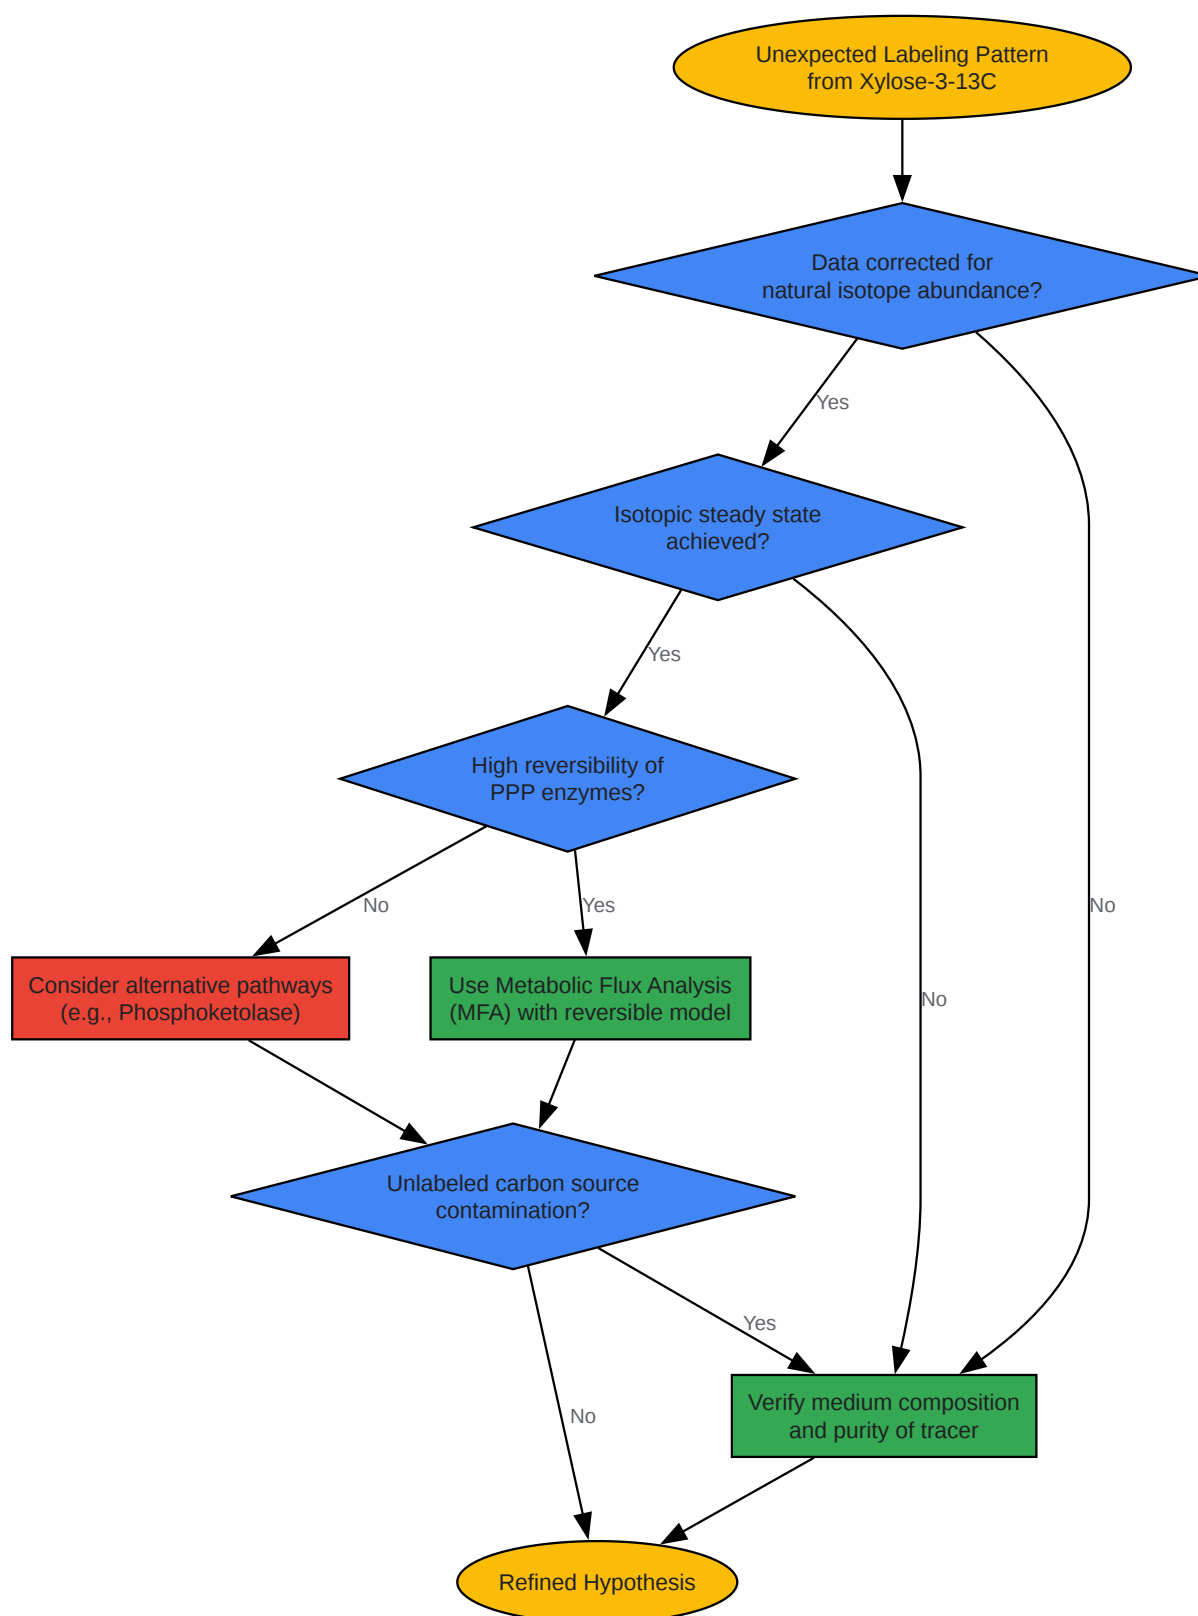 Unexpected Labeling Pattern
from Xylose-3-13C
Data corrected for
natural isotope abundance?
Yes
Isotopic steady state
achieved?
Yes
High reversibility of
PPP enzymes?
No
Yes
No
Consider alternative pathways
(e.g., Phosphoketolase)
Use Metabolic Flux Analysis
(MFA) with reversible model
No
Unlabeled carbon source
contamination?
Yes
No
Verify medium composition
and purity of tracer
Refined Hypothesis